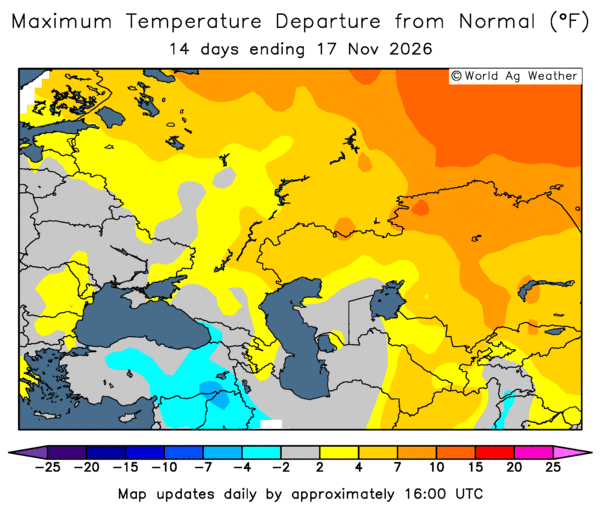 Maximum Temperature Departure from Normal (°F)
14 days ending 17 Nov 2026
©World Ag Weather
-25 -20 -15 -10 -7 -4 -2 2 4 7 10 15 20 25
Map updates daily by approximately 16:00 UTC